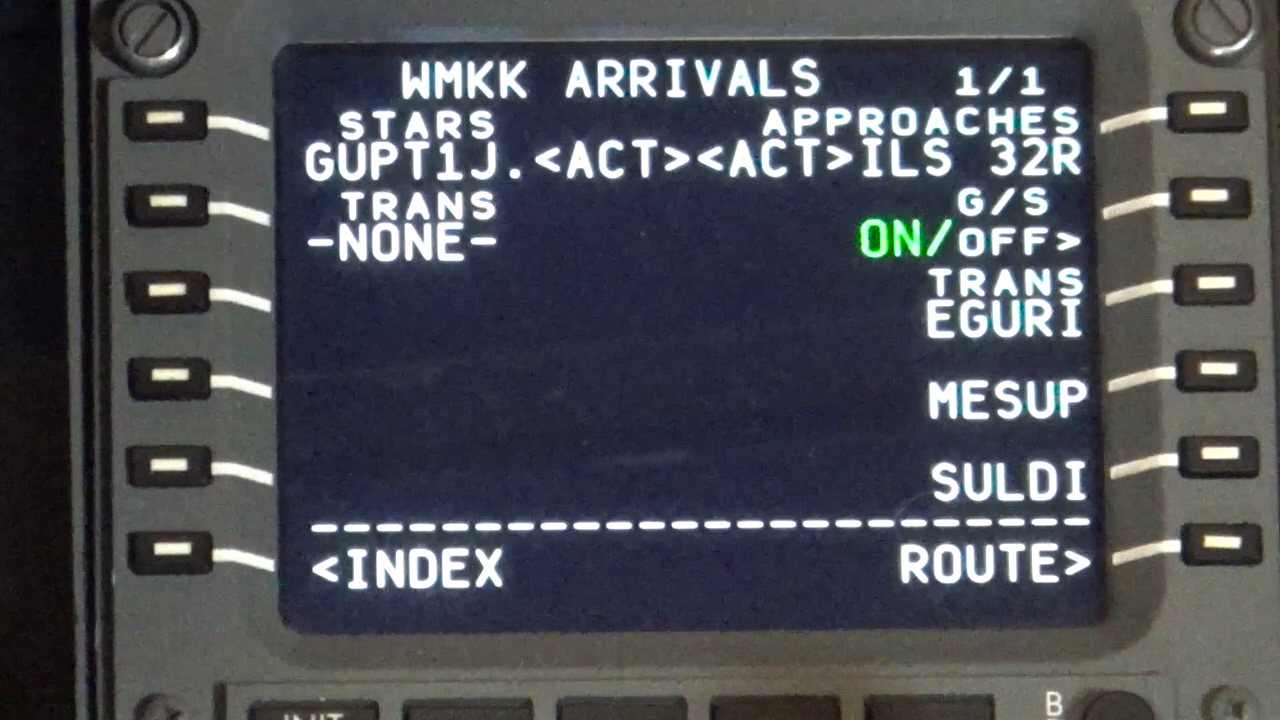 WMKK ARRIVALS 1/1
STARS APPROACHES
GUPT1J.<ACT><ACT>ILS 32R
TRANS G/S
-NONE- ON/OFF>
TRANS
EGURI
MESUP
SULDI
------------------------
<INDEX ROUTE>
INIT B